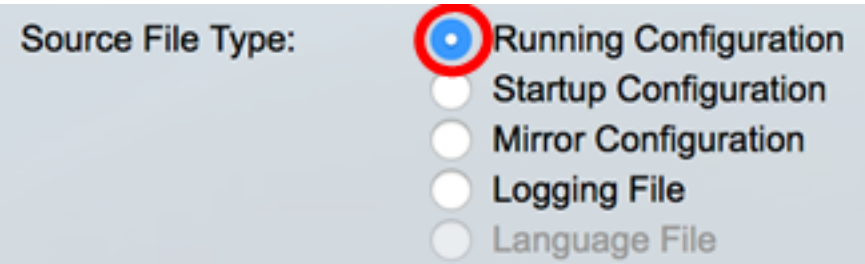 Source File Type: Running Configuration
Startup Configuration
Mirror Configuration
Logging File
Language File